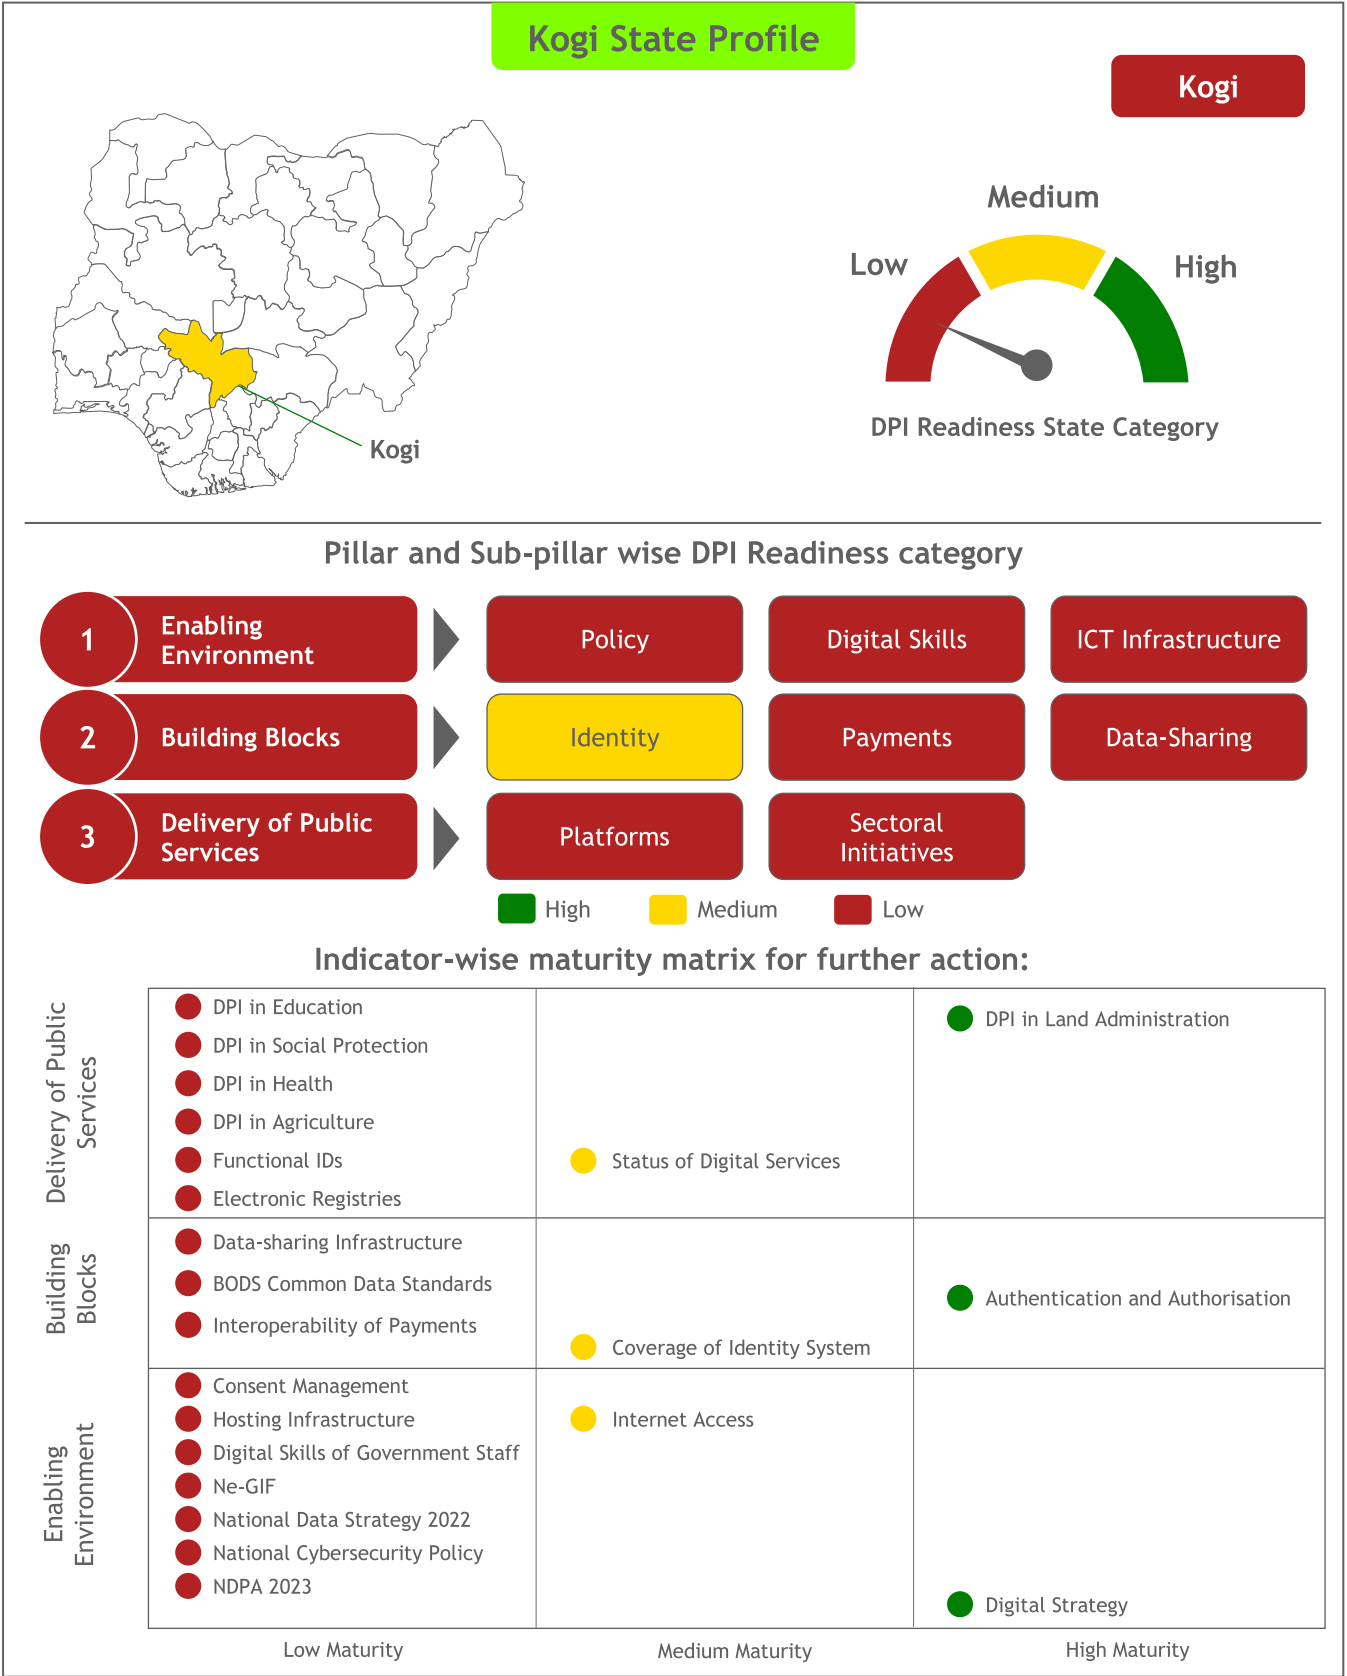 Kogi State Profile
Kogi
Medium
Low
High
DPI Readiness State Category
Kogi
Pillar and Sub-pillar wise DPI Readiness category
1
Enabling
Environment
Policy
Digital Skills
ICT Infrastructure
2
Building Blocks
Identity
Payments
Data-Sharing
3
Delivery of Public
Services
Platforms
Sectoral
Initiatives
High
Medium
Low
Indicator-wise maturity matrix for further action:
Delivery of Public
Services
DPI in Education
DPI in Social Protection
DPI in Health
DPI in Agriculture
Functional IDs
Electronic Registries
Status of Digital Services
DPI in Land Administration
Building
Blocks
Data-sharing Infrastructure
BODS Common Data Standards
Interoperability of Payments
Coverage of Identity System
Authentication and Authorisation
Enabling
Environment
Consent Management
Hosting Infrastructure
Digital Skills of Government Staff
Ne-GIF
National Data Strategy 2022
National Cybersecurity Policy
NDPA 2023
Internet Access
Digital Strategy
Low Maturity
Medium Maturity
High Maturity